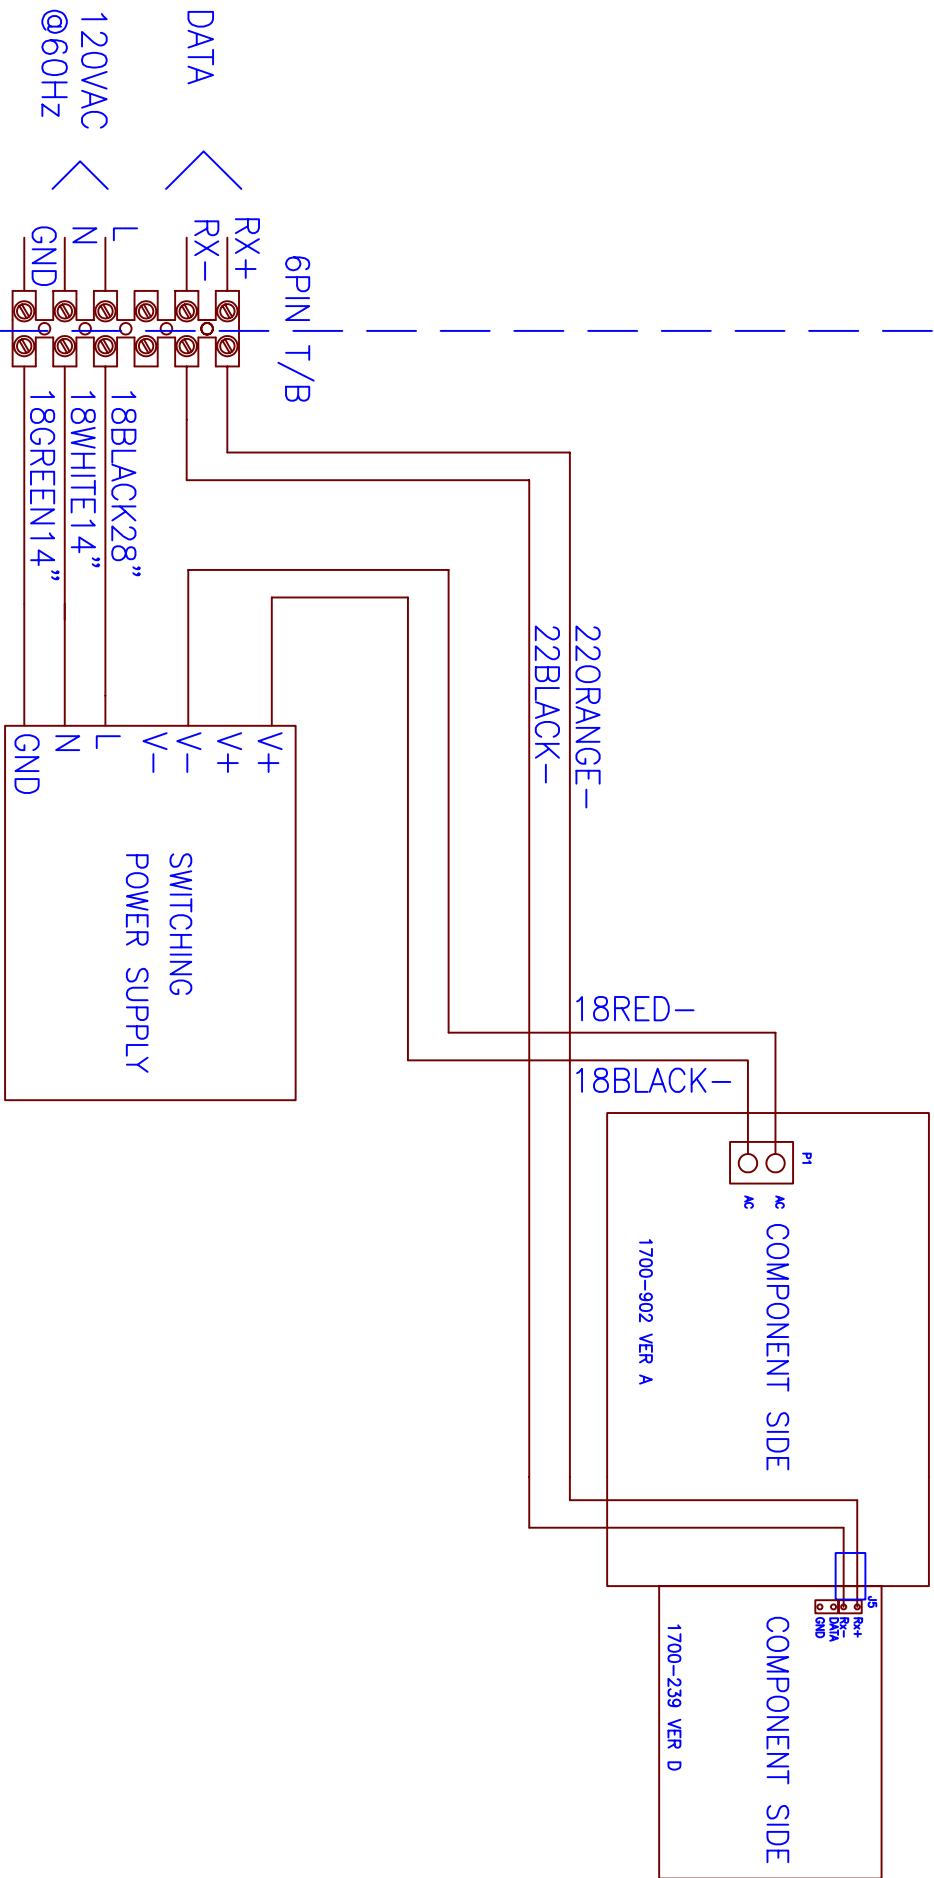 DATA
120VAC
@60Hz
RX+
RX-
L
N
GND
6PIN T/B
18BLACK28"
18WHITE14"
18GREEN14"
22ORANGE-
22BLACK-
V+
V+
V-
V-
L
N
GND
SWITCHING
POWER SUPPLY
18RED-
18BLACK-
P1
AC
AC
COMPONENT SIDE
1700-902 VER A
J5
Rx+
Rx-
DATA
GND
COMPONENT SIDE
1700-239 VER D